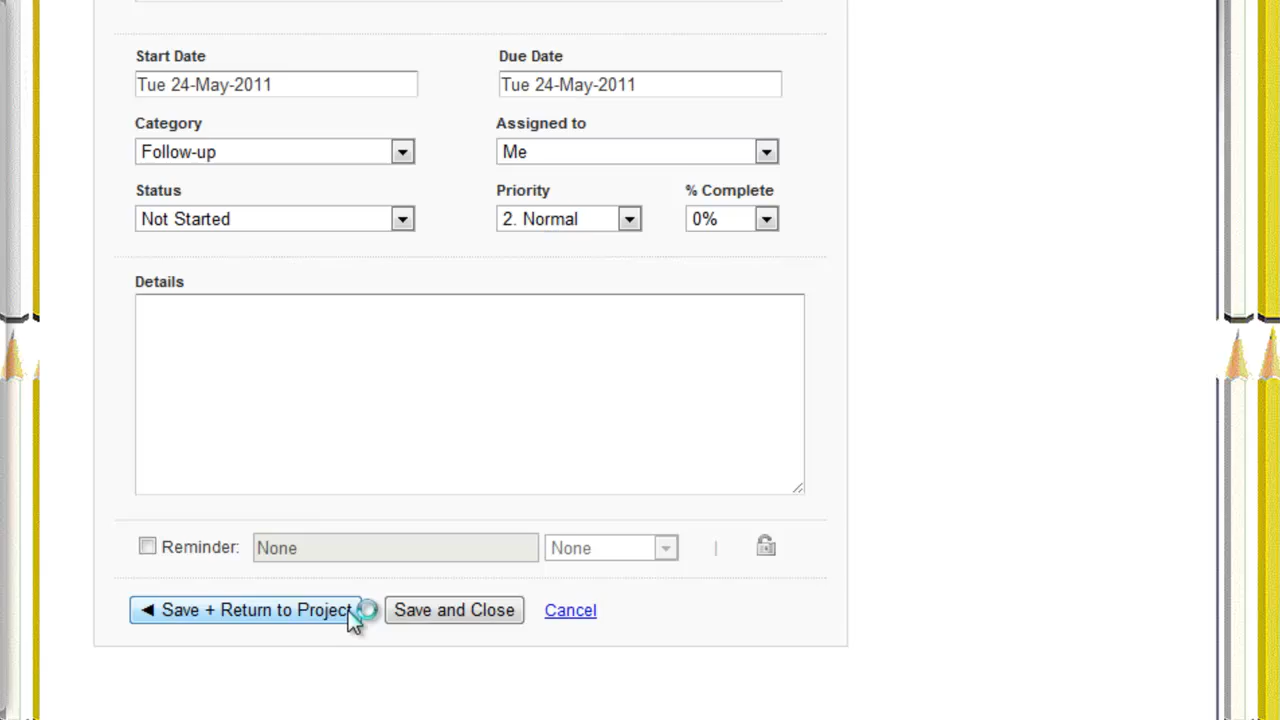 Start Date Due Date
Tue 24-May-2011 Tue 24-May-2011
Category Assigned to
Follow-up Me
Status Priority % Complete
Not Started 2. Normal 0%
Details
Reminder: None None |
◄ Save + Return to Project Save and Close Cancel